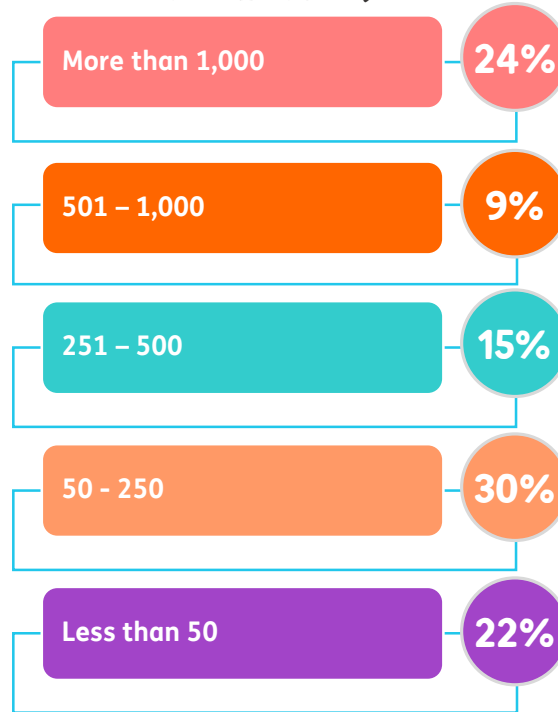 More than 1,000
24%
501 – 1,000
9%
251 – 500
15%
50 - 250
30%
Less than 50
22%